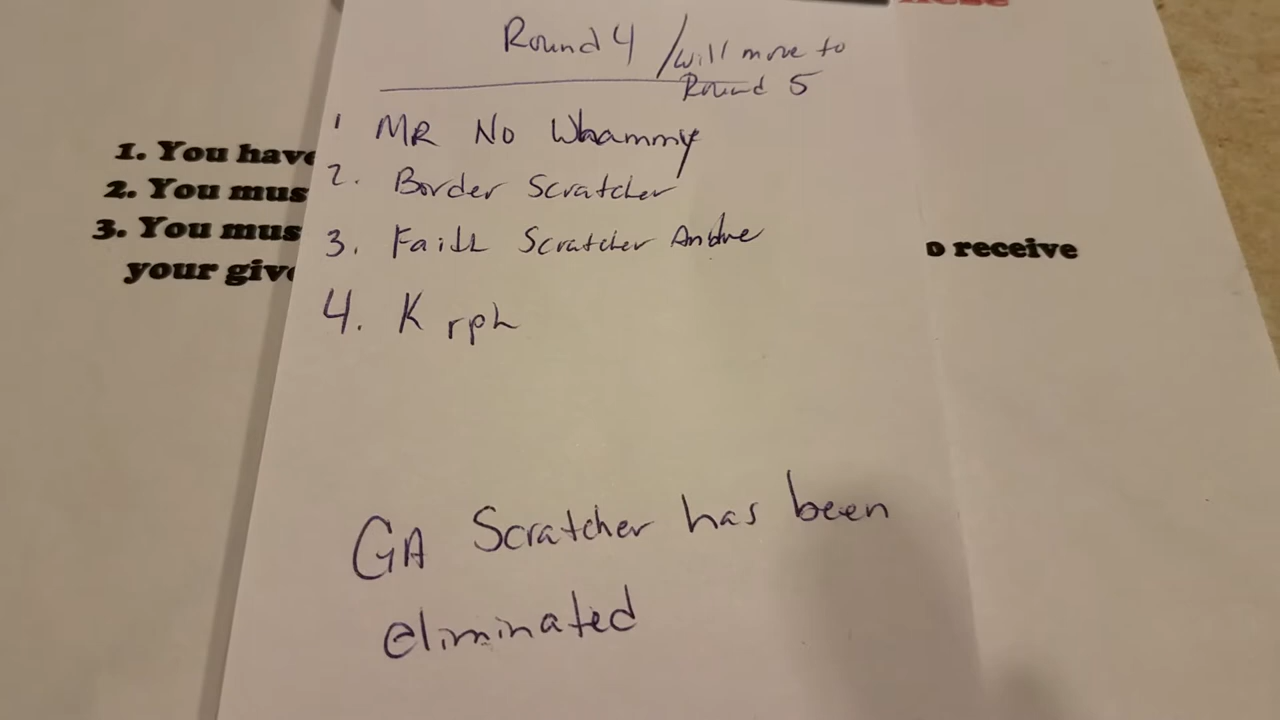 Round 4 / will move to
Round 5
1 MR No Whammy
2. Border Scratcher
3. Faith Scratcher Andre
4. K rph
GA Scratcher has been
eliminated
1. You have
2. You mus
3. You mus
your give
o receive